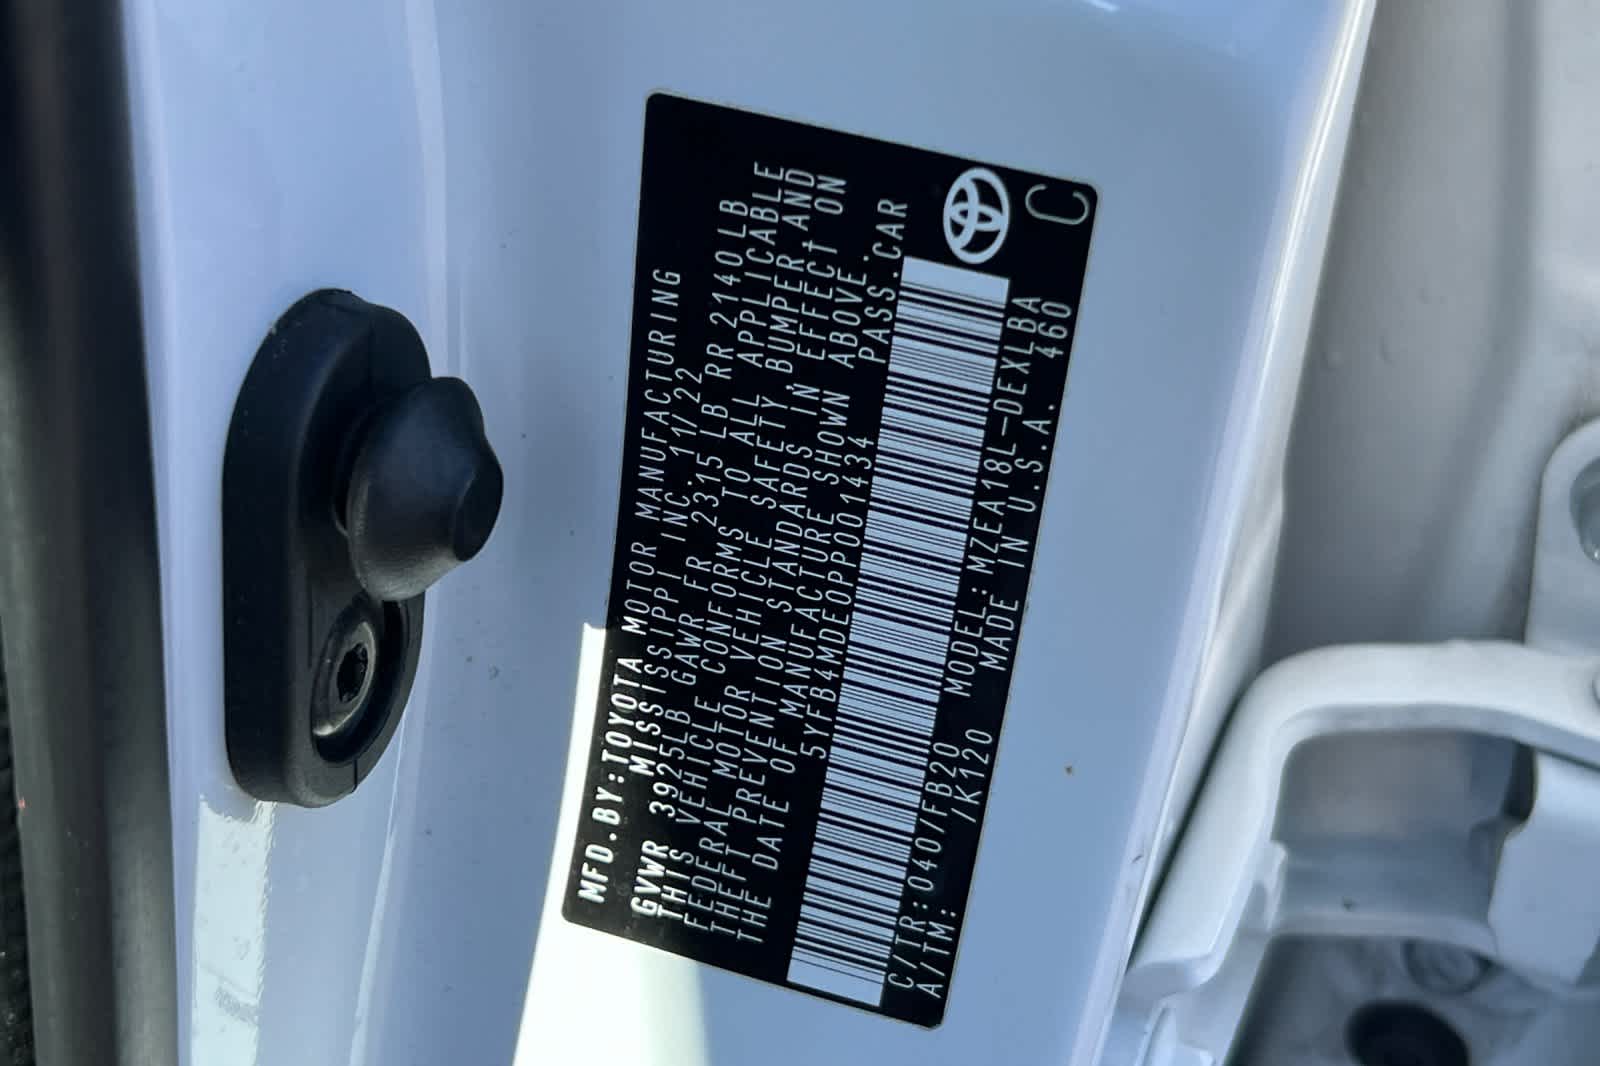 MFD.BY:TOYOTA MOTOR MANUFACTURING
MISSISSIPPI INC. 11/22
GVWR 3925LB GAWR FR 2315 LB RR 2140LB
THIS VEHICLE CONFORMS TO ALL APPLICABLE
FEDERAL MOTOR VEHICLE SAFETY, BUMPER, AND
THEFT PREVENTION STANDARDS IN EFFECT ON
THE DATE OF MANUFACTURE SHOWN ABOVE.
5YFB4MDE0PP001434 PASS.CAR
C/TR:040/FB20 MODEL:MZEA18L-DEXLBA
A/TM: /K120 MADE IN U.S.A. 460
C